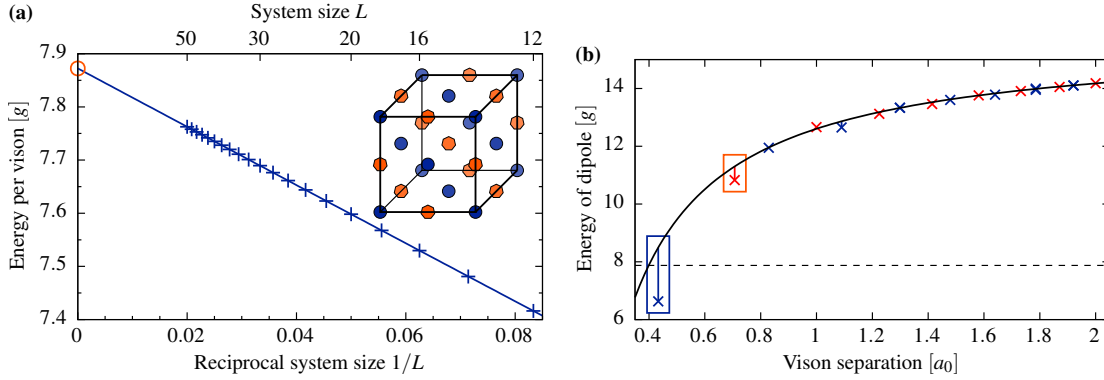 (a)
System size L
50 30 20 16 12
7.9
7.8
7.7
7.6
7.5
7.4
Energy per vison [g]
0 0.02 0.04 0.06 0.08
Reciprocal system size 1/L
(b)
14
12
10
8
6
Energy of dipole [g]
0.4 0.6 0.8 1 1.2 1.4 1.6 1.8 2
Vison separation [a₀]